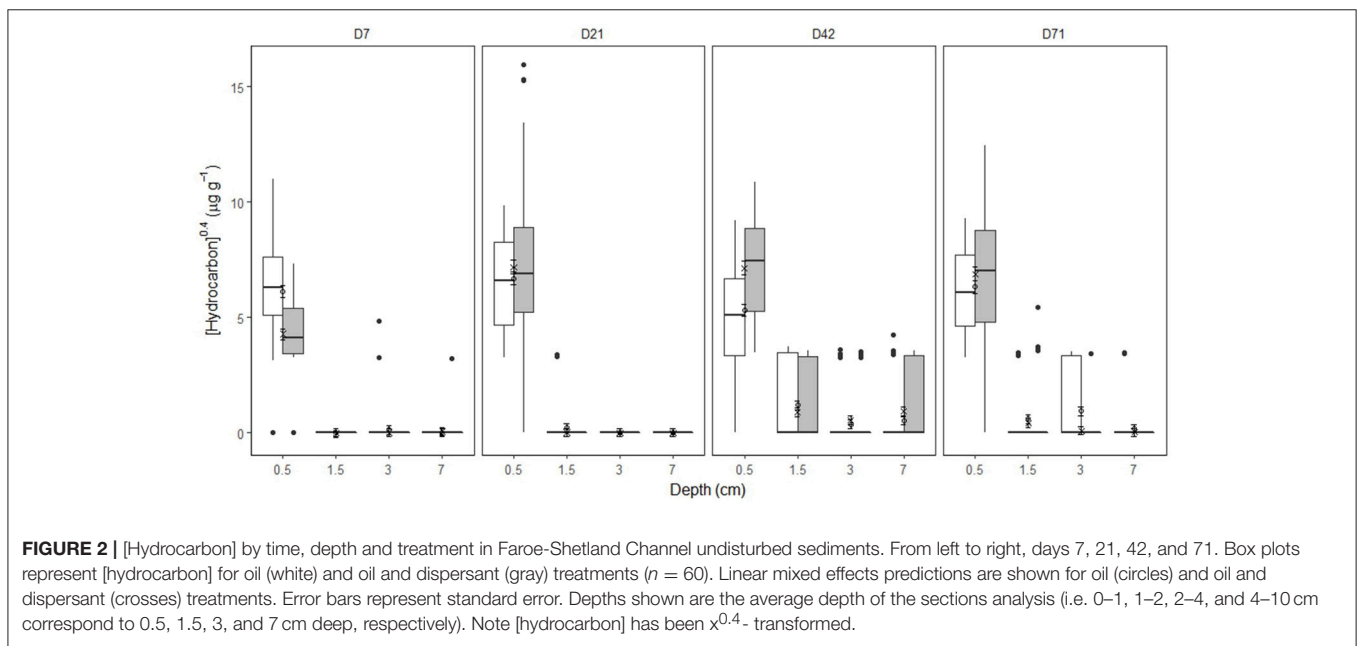 D7 D21 D42 D71
15
10
5
0
[Hydrocarbon]^0.4 (µg g⁻¹)
0.5 1.5 3 7 0.5 1.5 3 7 0.5 1.5 3 7 0.5 1.5 3 7
Depth (cm)
FIGURE 2 | [Hydrocarbon] by time, depth and treatment in Faroe-Shetland Channel undisturbed sediments. From left to right, days 7, 21, 42, and 71. Box plots
represent [hydrocarbon] for oil (white) and oil and dispersant (gray) treatments (n = 60). Linear mixed effects predictions are shown for oil (circles) and oil and
dispersant (crosses) treatments. Error bars represent standard error. Depths shown are the average depth of the sections analysis (i.e. 0–1, 1–2, 2–4, and 4–10 cm
correspond to 0.5, 1.5, 3, and 7 cm deep, respectively). Note [hydrocarbon] has been x^0.4- transformed.